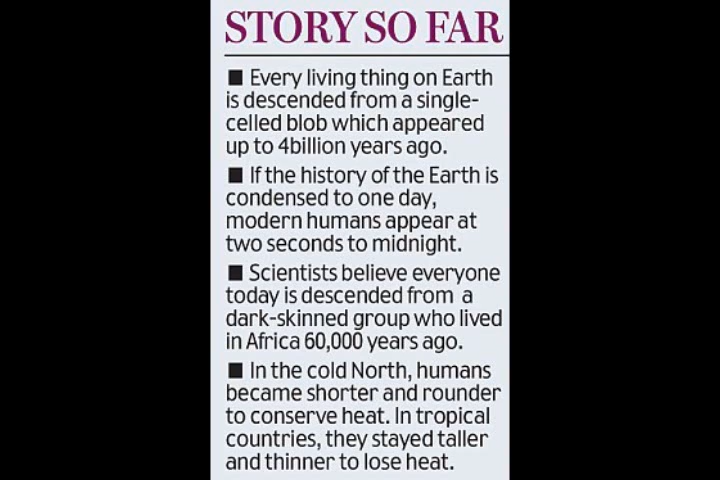 STORY SO FAR
■ Every living thing on Earth
is descended from a single-
celled blob which appeared
up to 4billion years ago.
■ If the history of the Earth is
condensed to one day,
modern humans appear at
two seconds to midnight.
■ Scientists believe everyone
today is descended from a
dark-skinned group who lived
in Africa 60,000 years ago.
■ In the cold North, humans
became shorter and rounder
to conserve heat. In tropical
countries, they stayed taller
and thinner to lose heat.